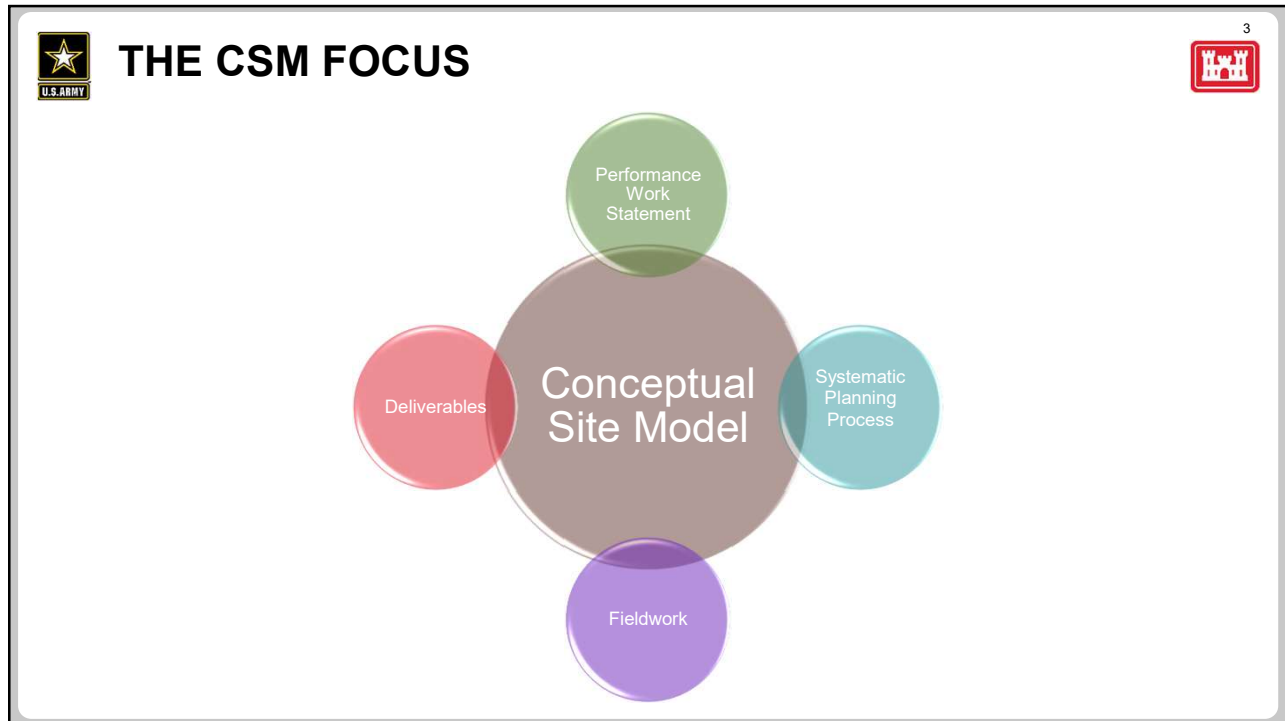 3
THE CSM FOCUS
U.S.ARMY
Performance
Work
Statement
Conceptual
Site Model
Deliverables
Systematic
Planning
Process
Fieldwork